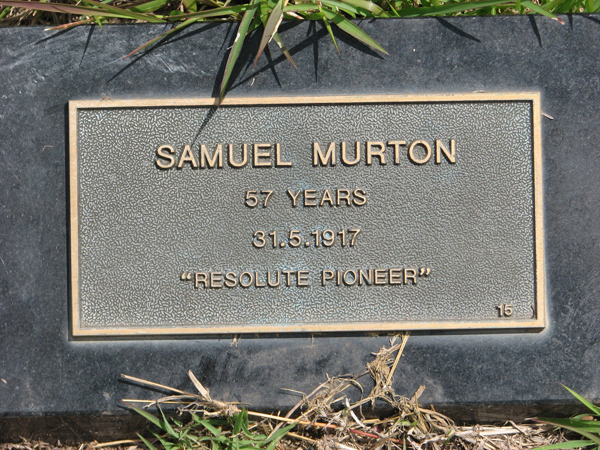 SAMUEL MURTON
57 YEARS
31.5.1917
"RESOLUTE PIONEER"
15